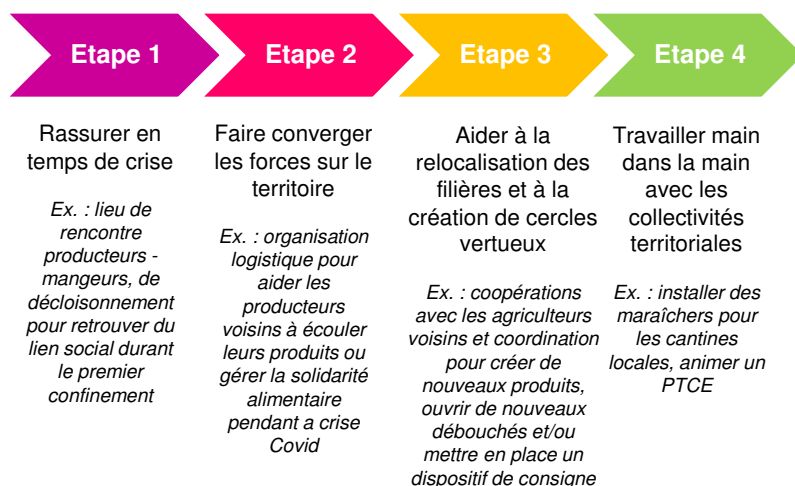 Etape 1
Rassurer en
temps de crise
Ex. : lieu de
rencontre
producteurs -
mangeurs, de
décloisonnement
pour retrouver du
lien social durant
le premier
confinement
Etape 2
Faire converger
les forces sur le
territoire
Ex. : organisation
logistique pour
aider les
producteurs
voisins à écouler
leurs produits ou
gérer la solidarité
alimentaire
pendant a crise
Covid
Etape 3
Aider à la
relocalisation des
filières et à la
création de cercles
vertueux
Ex. : coopérations
avec les agriculteurs
voisins et coordination
pour créer de
nouveaux produits,
ouvrir de nouveaux
débouchés et/ou
mettre en place un
dispositif de consigne
Etape 4
Travailler main
dans la main
avec les
collectivités
territoriales
Ex. : installer des
maraîchers pour
les cantines
locales, animer un
PTCE